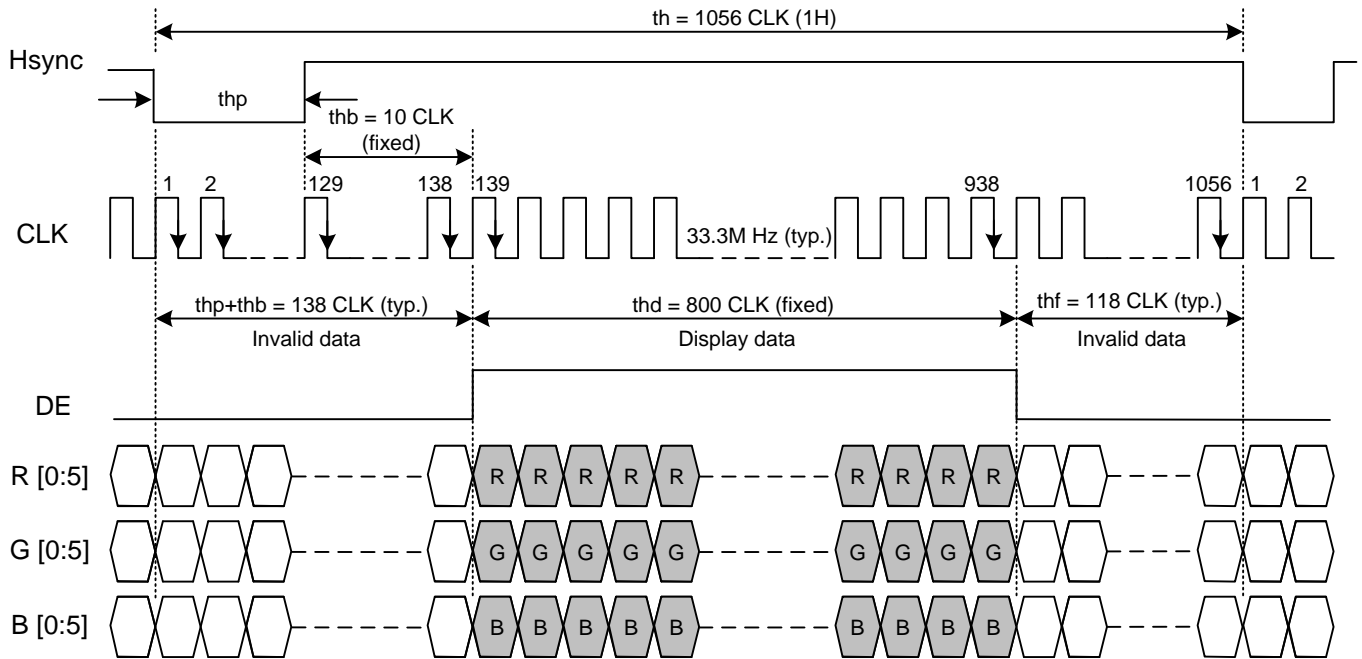 th = 1056 CLK (1H)
Hsync
thp
thb = 10 CLK
(fixed)
1 2 129 138 139 938 1056 1 2
CLK
33.3M Hz (typ.)
thp+thb = 138 CLK (typ.) thd = 800 CLK (fixed) thf = 118 CLK (typ.)
Invalid data Display data Invalid data
DE
R [0:5] R R R R R R R R R
G [0:5] G G G G G G G G G
B [0:5] B B B B B B B B B